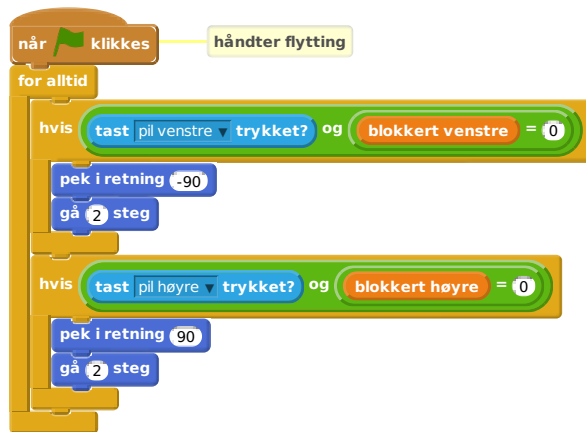 når klikkes håndter flytting
for alltid
hvis tast pil venstre trykket? og blokkert venstre = 0
pek i retning -90
gå 2 steg
hvis tast pil høyre trykket? og blokkert høyre = 0
pek i retning 90
gå 2 steg